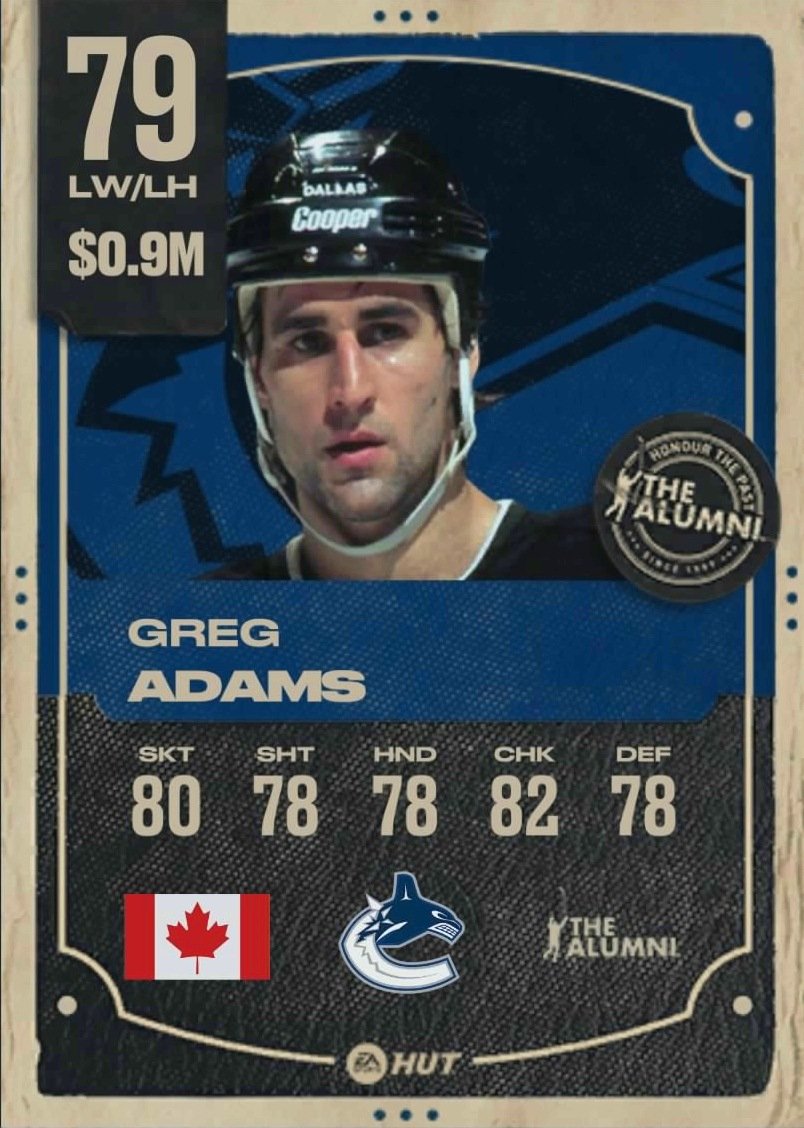 79
LW/LH
$0.9M
DALLAS
Cooper
HONOUR THE PAST
THE
ALUMNI
GREG
ADAMS
SKT SHT HND CHK DEF
80 78 78 82 78
THE
ALUMNI
EA
HUT